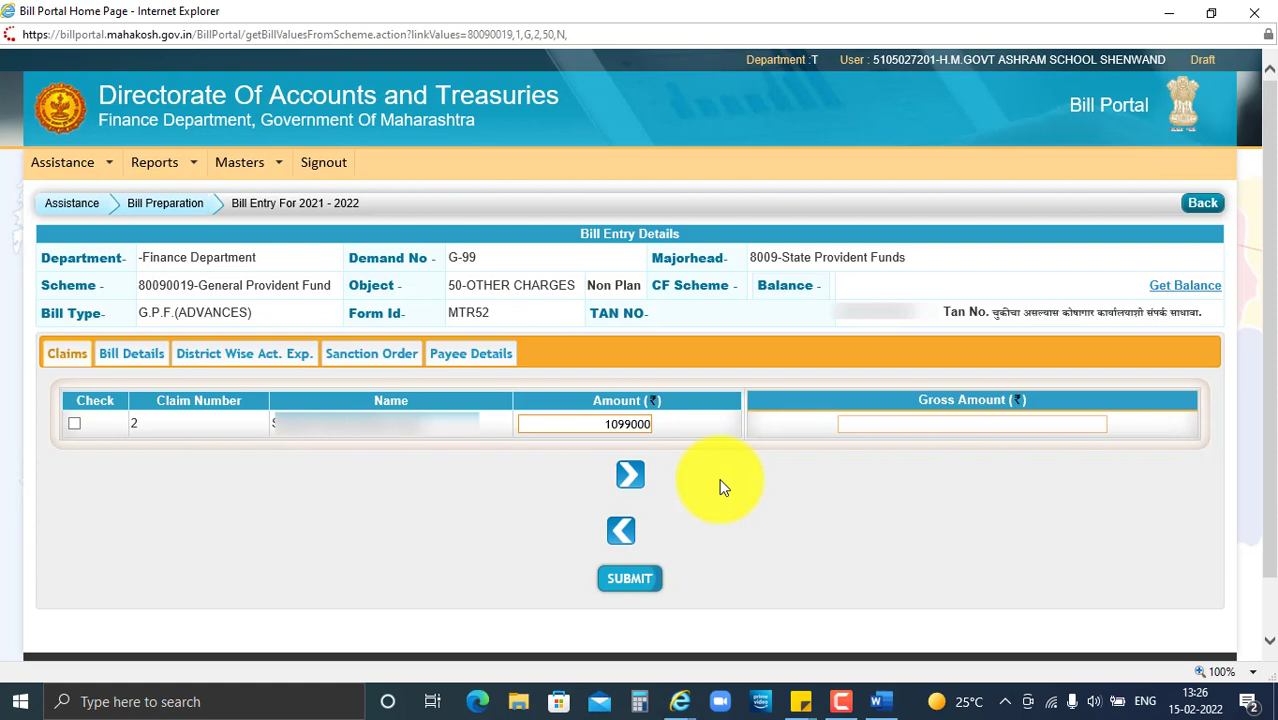 Bill Portal Home Page - Internet Explorer
https://billportal.mahakosh.gov.in/BillPortal/getBillValuesFromScheme.action?linkValues=80090019,1,G,2,50,N,
Department :T User : 5105027201-H.M.GOVT ASHRAM SCHOOL SHENWAND Draft
Directorate Of Accounts and Treasuries
Finance Department, Government Of Maharashtra
Bill Portal
Assistance Reports Masters Signout
Assistance Bill Preparation Bill Entry For 2021 - 2022 Back
Bill Entry Details
Department- -Finance Department Demand No - G-99 Majorhead- 8009-State Provident Funds
Scheme - 80090019-General Provident Fund Object - 50-OTHER CHARGES Non Plan CF Scheme - Balance - Get Balance
Bill Type- G.P.F.(ADVANCES) Form Id- MTR52 TAN NO- Tan No. चुकीचा असल्यास कोषागार कार्यालयाशी संपर्क साधावा.
Claims Bill Details District Wise Act. Exp. Sanction Order Payee Details
Check Claim Number Name Amount (₹) Gross Amount (₹)
2 1099000
SUBMIT
100%
Type here to search 25°C ENG 13:26
15-02-2022 2